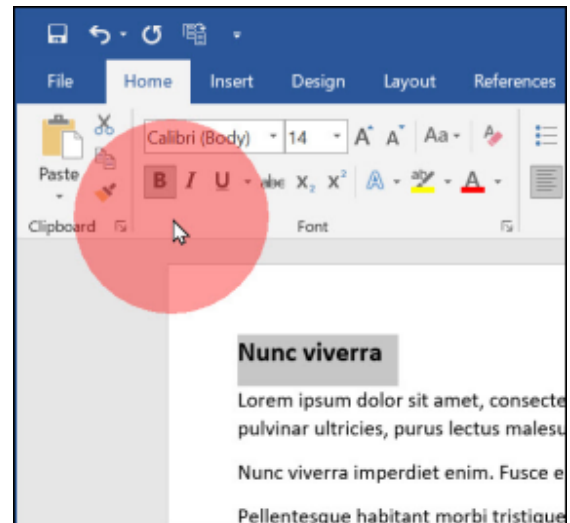 File Home Insert Design Layout References
Calibri (Body) 14 A A Aa
Paste B I U abc X₂ X² A aby A
Clipboard Font
Nunc viverra
Lorem ipsum dolor sit amet, consecte
pulvinar ultricies, purus lectus malesu
Nunc viverra imperdiet enim. Fusce e
Pellentesque habitant morbi tristique